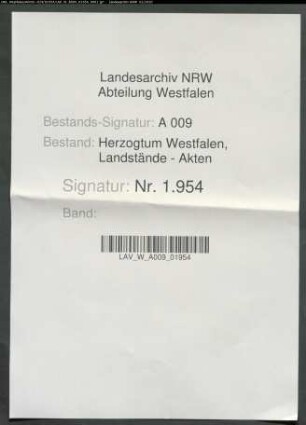 Landesarchiv NRW
Abteilung Westfalen
Bestands-Signatur: A 009
Bestand: Herzogtum Westfalen,
Landstände - Akten
Signatur: Nr. 1.954
Band:
LAV_W_A009_01954